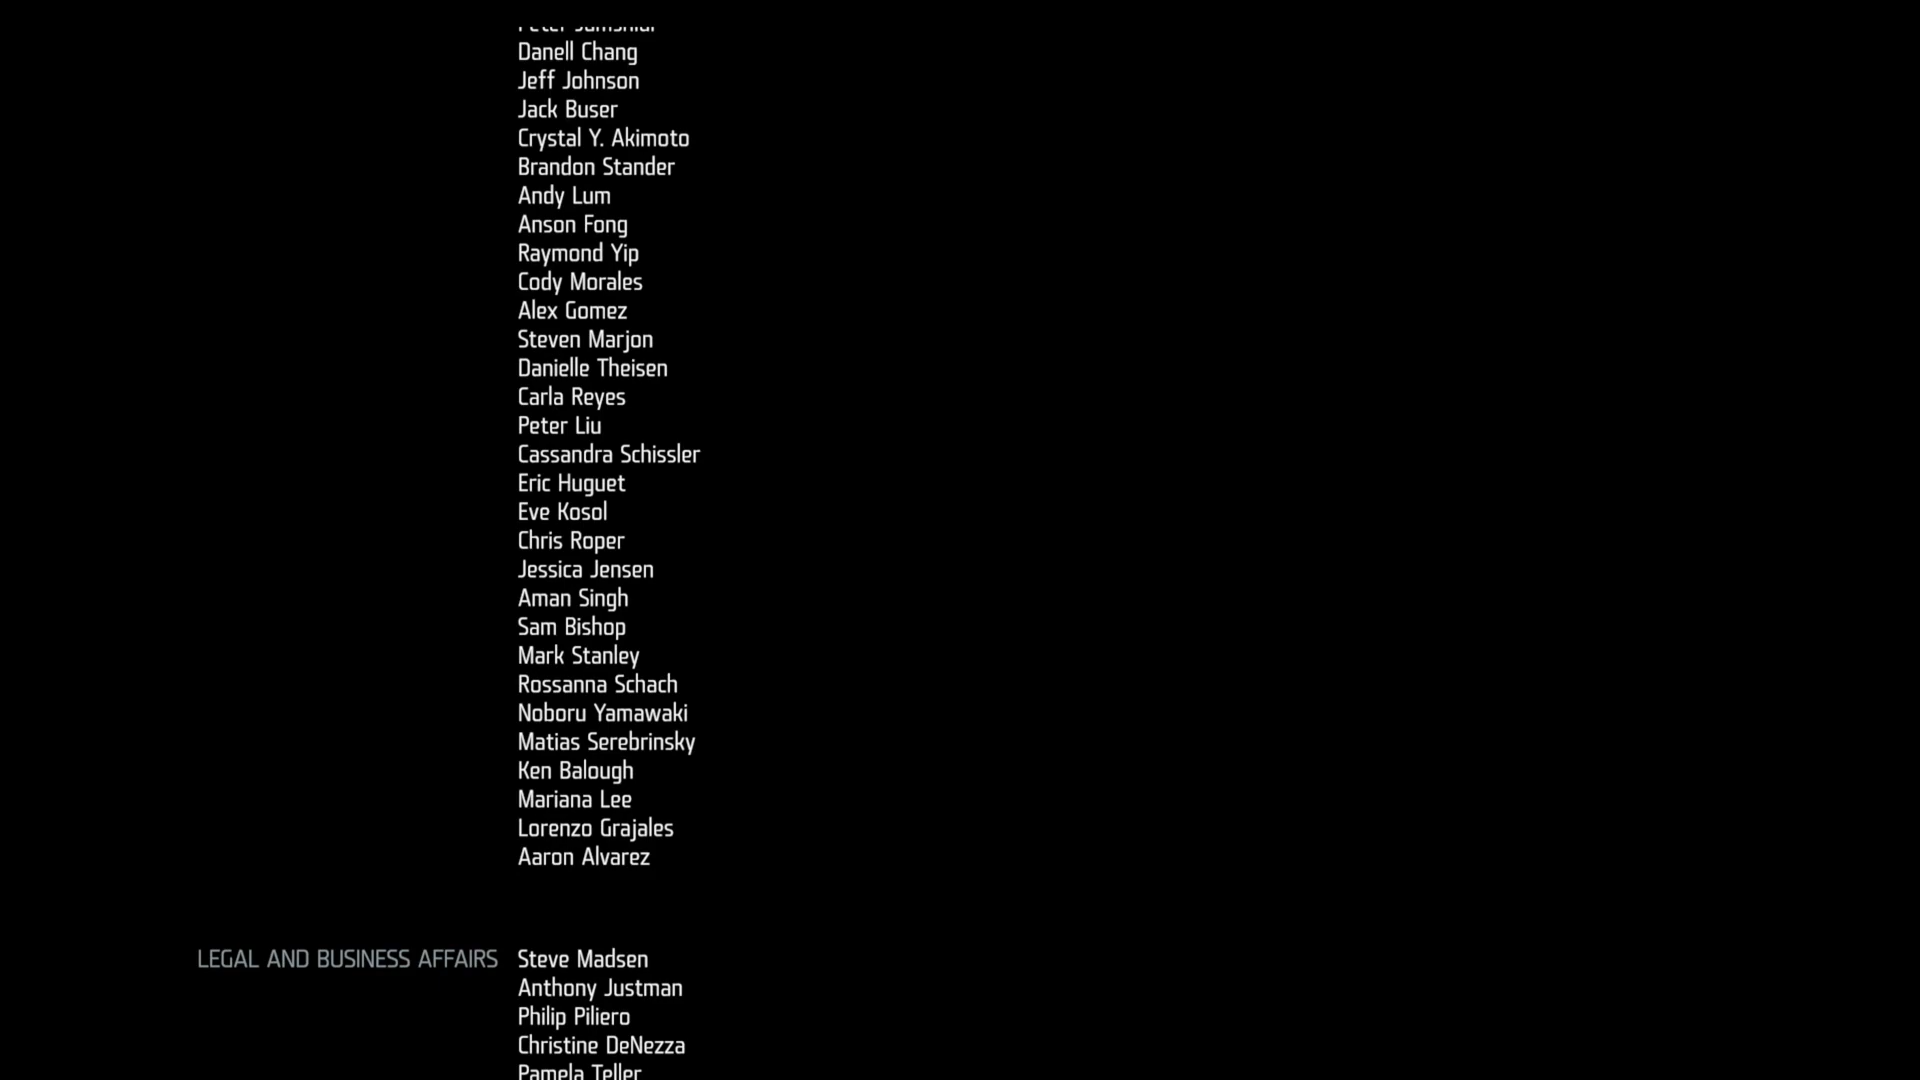 Danell Chang
Jeff Johnson
Jack Buser
Crystal Y. Akimoto
Brandon Stander
Andy Lum
Anson Fong
Raymond Yip
Cody Morales
Alex Gomez
Steven Marjon
Danielle Theisen
Carla Reyes
Peter Liu
Cassandra Schissler
Eric Huguet
Eve Kosol
Chris Roper
Jessica Jensen
Aman Singh
Sam Bishop
Mark Stanley
Rossanna Schach
Noboru Yamawaki
Matias Serebrinsky
Ken Balough
Mariana Lee
Lorenzo Grajales
Aaron Alvarez
LEGAL AND BUSINESS AFFAIRS Steve Madsen
Anthony Justman
Philip Piliero
Christine DeNezza
Pamela Teller